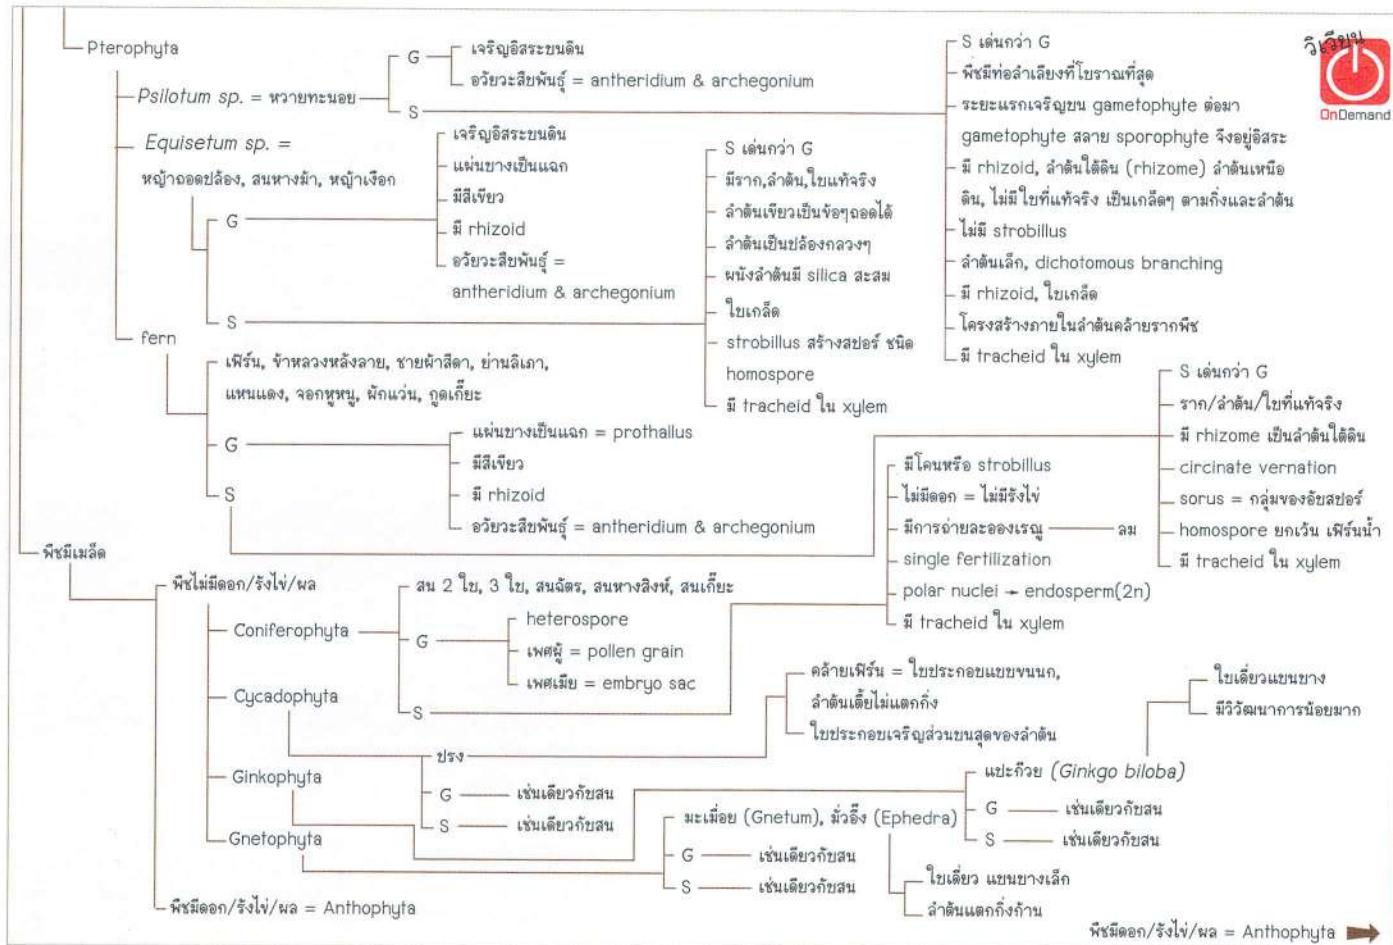 Pterophyta
Psilotum sp. = หวายทะนอย
G
เจริญอิสระบนดิน
อวัยวะสืบพันธุ์ = antheridium & archegonium
S
S เด่นกว่า G
พืชมีท่อลำเลียงที่โบราณที่สุด
ระยะแรกเจริญบน gametophyte ต่อมา
gametophyte สลาย sporophyte จึงอยู่อิสระ
มี rhizoid, ลำต้นใต้ดิน (rhizome) ลำต้นเหนือ
ดิน, ไม่มีใบที่แท้จริง เป็นเกล็ดๆ ตามกิ่งและลำต้น
ไม่มี strobillus
ลำต้นเล็ก, dichotomous branching
มี rhizoid, ใบเกล็ด
โครงสร้างภายในลำต้นคล้ายรากพืช
มี tracheid ใน xylem
วิเวียน
OnDemand
Equisetum sp. =
หญ้าถอดปล้อง, สนหางม้า, หญ้าเงือก
G
เจริญอิสระบนดิน
แผ่นบางเป็นแฉก
มีสีเขียว
มี rhizoid
อวัยวะสืบพันธุ์ =
antheridium & archegonium
S
S เด่นกว่า G
มีราก,ลำต้น,ใบแท้จริง
ลำต้นเขียวเป็นข้อๆถอดได้
ลำต้นเป็นปล้องกลวงๆ
ผนังลำต้นมี silica สะสม
ใบเกล็ด
strobillus สร้างสปอร์ ชนิด
homospore
มี tracheid ใน xylem
fern
เฟิร์น, ข้าหลวงหลังลาย, ชายผ้าสีดา, ย่านลิเภา,
แหนแดง, จอกหูหนู, ผักแว่น, กูดเกี๊ยะ
G
แผ่นบางเป็นแฉก = prothallus
มีสีเขียว
มี rhizoid
อวัยวะสืบพันธุ์ = antheridium & archegonium
S
S เด่นกว่า G
ราก/ลำต้น/ใบที่แท้จริง
มี rhizome เป็นลำต้นใต้ดิน
circinate vernation
sorus = กลุ่มของอับสปอร์
homospore ยกเว้น เฟิร์นน้ำ
มี tracheid ใน xylem
พืชมีเมล็ด
พืชไม่มีดอก/รังไข่/ผล
Coniferophyta
สน 2 ใบ, 3 ใบ, สนฉัตร, สนหางสิงห์, สนเกี๊ยะ
G
heterospore
เพศผู้ = pollen grain
เพศเมีย = embryo sac
S
มีโคนหรือ strobillus
ไม่มีดอก = ไม่มีรังไข่
มีการถ่ายละอองเรณู
ลม
single fertilization
polar nuclei → endosperm(2n)
มี tracheid ใน xylem
Cycadophyta
ปรง
คล้ายเฟิร์น = ใบประกอบแบบขนนก,
ลำต้นเตี้ยไม่แตกกิ่ง
ใบประกอบเจริญส่วนบนสุดของลำต้น
G
เช่นเดียวกับสน
S
เช่นเดียวกับสน
Ginkophyta
แปะก๊วย (Ginkgo biloba)
ใบเดี่ยวแบนบาง
มีวิวัฒนาการน้อยมาก
G
เช่นเดียวกับสน
S
เช่นเดียวกับสน
Gnetophyta
มะเมื่อย (Gnetum), มั่วอึ๊ง (Ephedra)
G
เช่นเดียวกับสน
S
เช่นเดียวกับสน
ใบเดี่ยว แบนบางเล็ก
ลำต้นแตกกิ่งก้าน
พืชมีดอก/รังไข่/ผล = Anthophyta
พืชมีดอก/รังไข่/ผล = Anthophyta